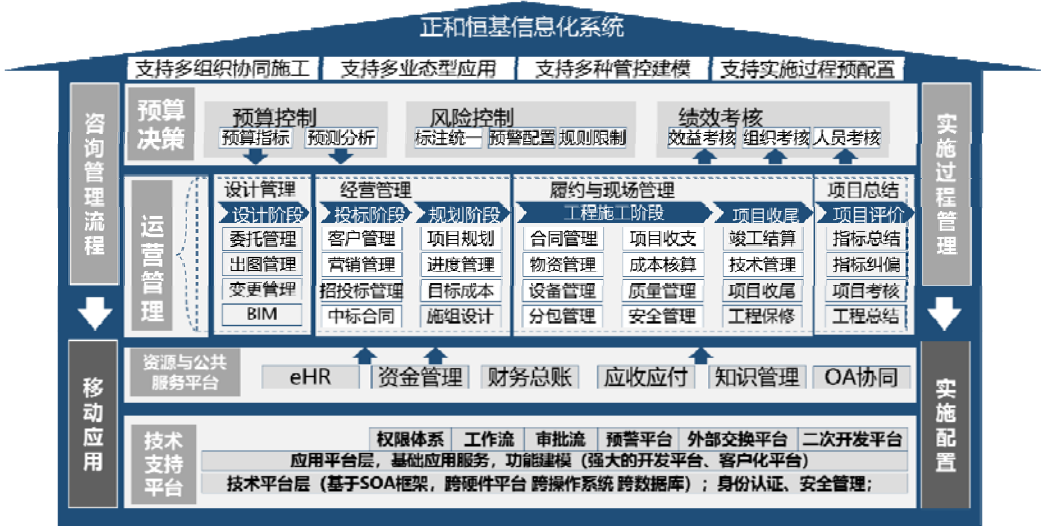 正和恒基信息化系统
支持多组织协同施工 支持多业态型应用 支持多种管控建模 支持实施过程预配置
咨询管理流程
预算决策
预算控制 风险控制 绩效考核
预算指标 预测分析 标注统一 预警配置 规则限制 效益考核 组织考核 人员考核
实施过程管理
运营管理
设计管理 经营管理 履约与现场管理 项目总结
设计阶段 投标阶段 规划阶段 工程施工阶段 项目收尾 项目评价
委托管理 客户管理 项目规划 合同管理 项目收支 竣工结算 指标总结
出图管理 营销管理 进度管理 物资管理 成本核算 技术管理 指标纠偏
变更管理 招投标管理 目标成本 设备管理 质量管理 项目收尾 项目考核
BIM 中标合同 施组设计 分包管理 安全管理 工程保修 工程总结
移动应用
资源与公共
服务平台
eHR 资金管理 财务总账 应收应付 知识管理 OA协同
实施配置
技术
支持
平台
权限体系 工作流 审批流 预警平台 外部交换平台 二次开发平台
应用平台层，基础应用服务，功能建模（强大的开发平台、客户化平台）
技术平台层（基于SOA框架，跨硬件平台 跨操作系统 跨数据库）；身份认证、安全管理；